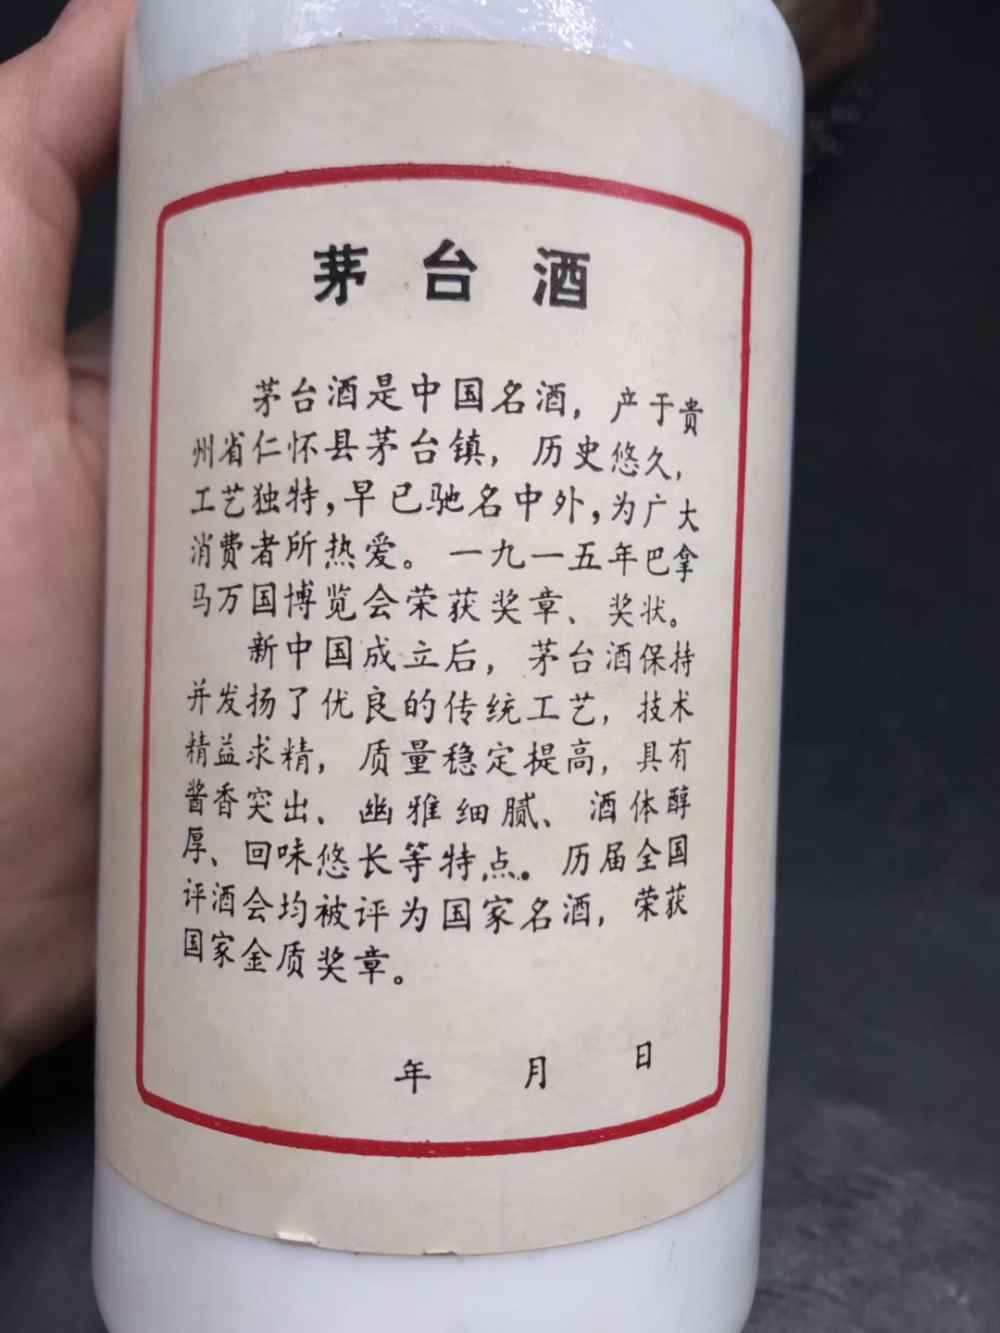 茅台酒
茅台酒是中国名酒，产于贵
州省仁怀县茅台镇，历史悠久，
工艺独特，早已驰名中外，为广大
消费者所热爱。一九一五年巴拿
马万国博览会荣获奖章、奖状。
新中国成立后，茅台酒保持
并发扬了优良的传统工艺，技术
精益求精，质量稳定提高，具有
酱香突出、幽雅细腻、酒体醇
厚、回味悠长等特点。历届全国
评酒会均被评为国家名酒，荣获
国家金质奖章。
年 月 日